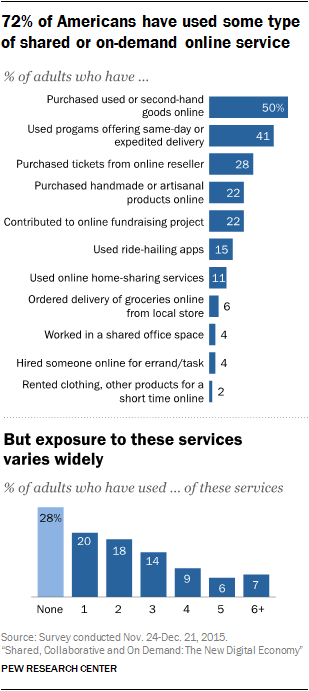 72% of Americans have used some type
of shared or on-demand online service
% of adults who have ...
Purchased used or second-hand
goods online
50%
Used progams offering same-day or
expedited delivery
41
Purchased tickets from online reseller
28
Purchased handmade or artisanal
products online
22
Contributed to online fundraising project
22
Used ride-hailing apps
15
Used online home-sharing services
11
Ordered delivery of groceries online
from local store
6
Worked in a shared office space
4
Hired someone online for errand/task
4
Rented clothing, other products for a
short time online
2
But exposure to these services
varies widely
% of adults who have used ... of these services
28%
20
18
14
9
6
7
None
1
2
3
4
5
6+
Source: Survey conducted Nov. 24-Dec. 21, 2015.
“Shared, Collaborative and On Demand: The New Digital Economy”
PEW RESEARCH CENTER